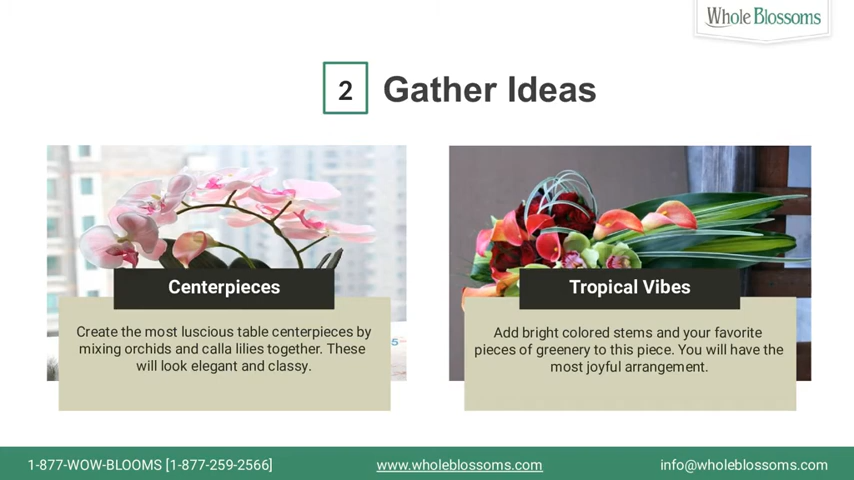 Whole Blossoms
2 Gather Ideas
Centerpieces
Create the most luscious table centerpieces by
mixing orchids and calla lilies together. These
will look elegant and classy.
5
Tropical Vibes
Add bright colored stems and your favorite
pieces of greenery to this piece. You will have the
most joyful arrangement.
1-877-WOW-BLOOMS [1-877-259-2566]
www.wholeblossoms.com
info@wholeblossoms.com